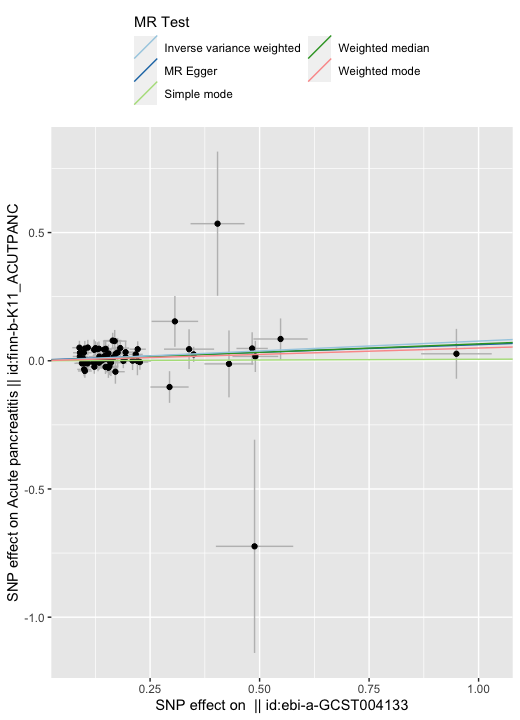 MR Test
Inverse variance weighted
Weighted median
MR Egger
Weighted mode
Simple mode
SNP effect on Acute pancreatitis || id:finn-b-K11_ACUTPANC
0.5
0.0
-0.5
-1.0
0.25
0.50
0.75
1.00
SNP effect on  || id:ebi-a-GCST004133